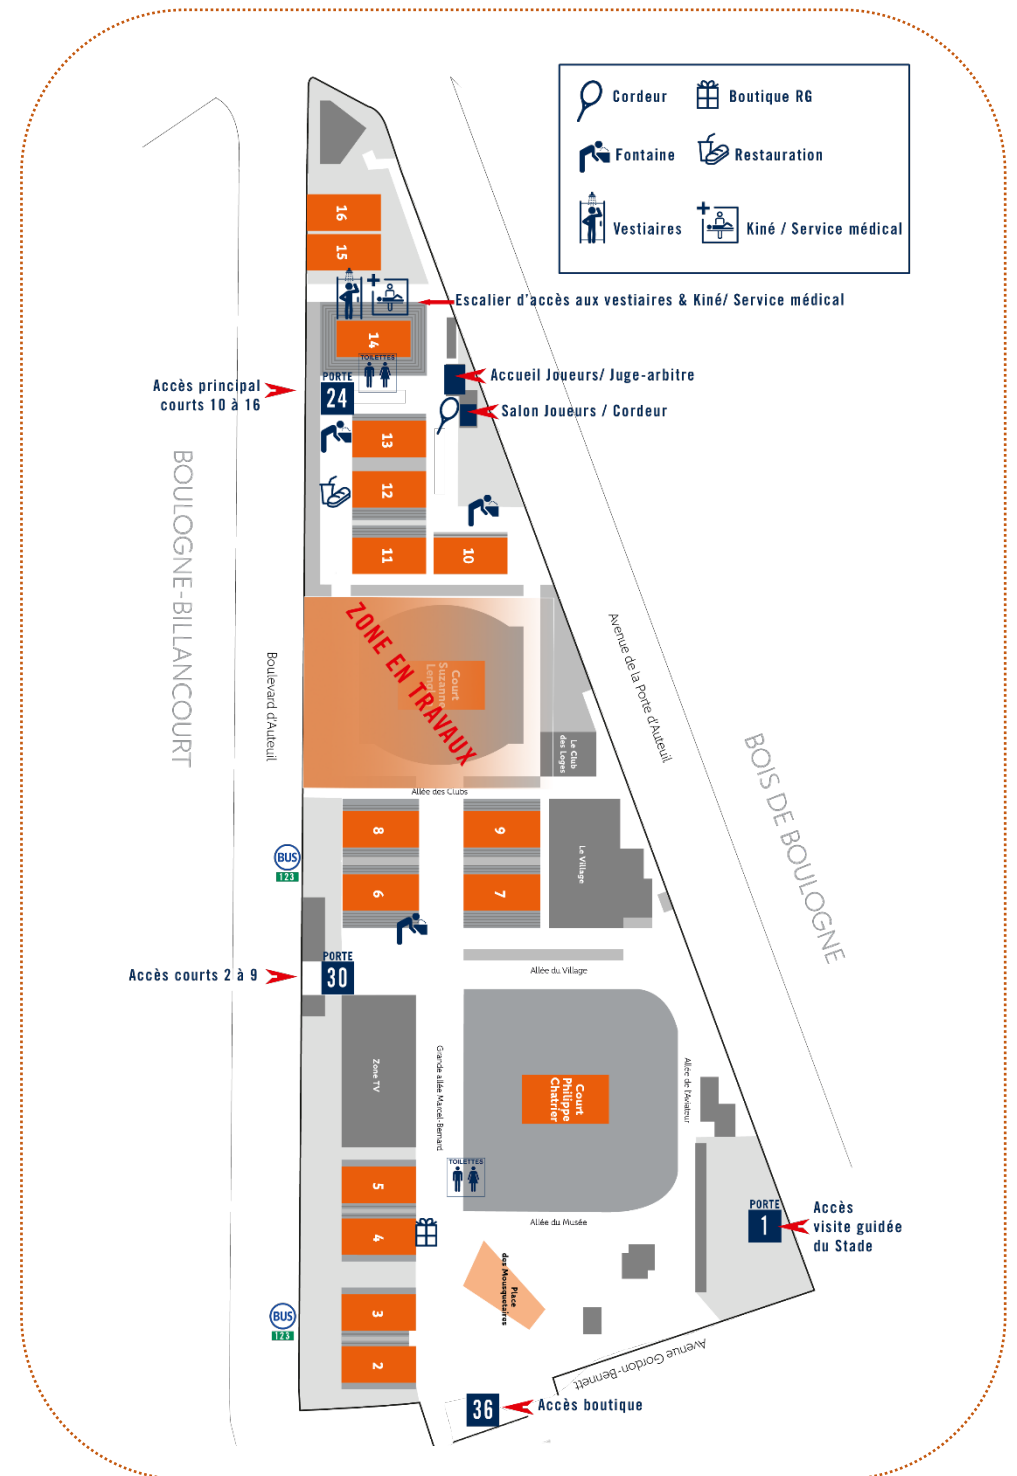 Cordeur
Boutique RG
Fontaine
Restauration
Vestiaires
Kiné / Service médical
16
15
Escalier d'accès aux vestiaires & Kiné/ Service médical
14
TOILETTES
Accès principal
courts 10 à 16
PORTE
24
Accueil Joueurs/ Juge-arbitre
Salon Joueurs / Cordeur
13
12
11
10
BOULOGNE-BILLANCOURT
Boulevard d'Auteuil
ZONE EN TRAVAUX
Court
Suzanne
Avenue de la Porte d'Auteuil
BOIS DE BOULOGNE
Le Club
des Loges
Allée des Clubs
8
9
BUS
123
6
7
Le Village
Accès courts 2 à 9
PORTE
30
Allée du Village
Zone TV
Grande allée Marcel-Bernard
Court
Philippe
Chatrier
Allée de l'Aviateur
TOILETTES
5
4
Allée du Musée
PORTE
1
Accès
visite guidée
du Stade
Place
des Mousquetaires
BUS
123
3
2
Avenue Gordon-Bennett
36
Accès boutique